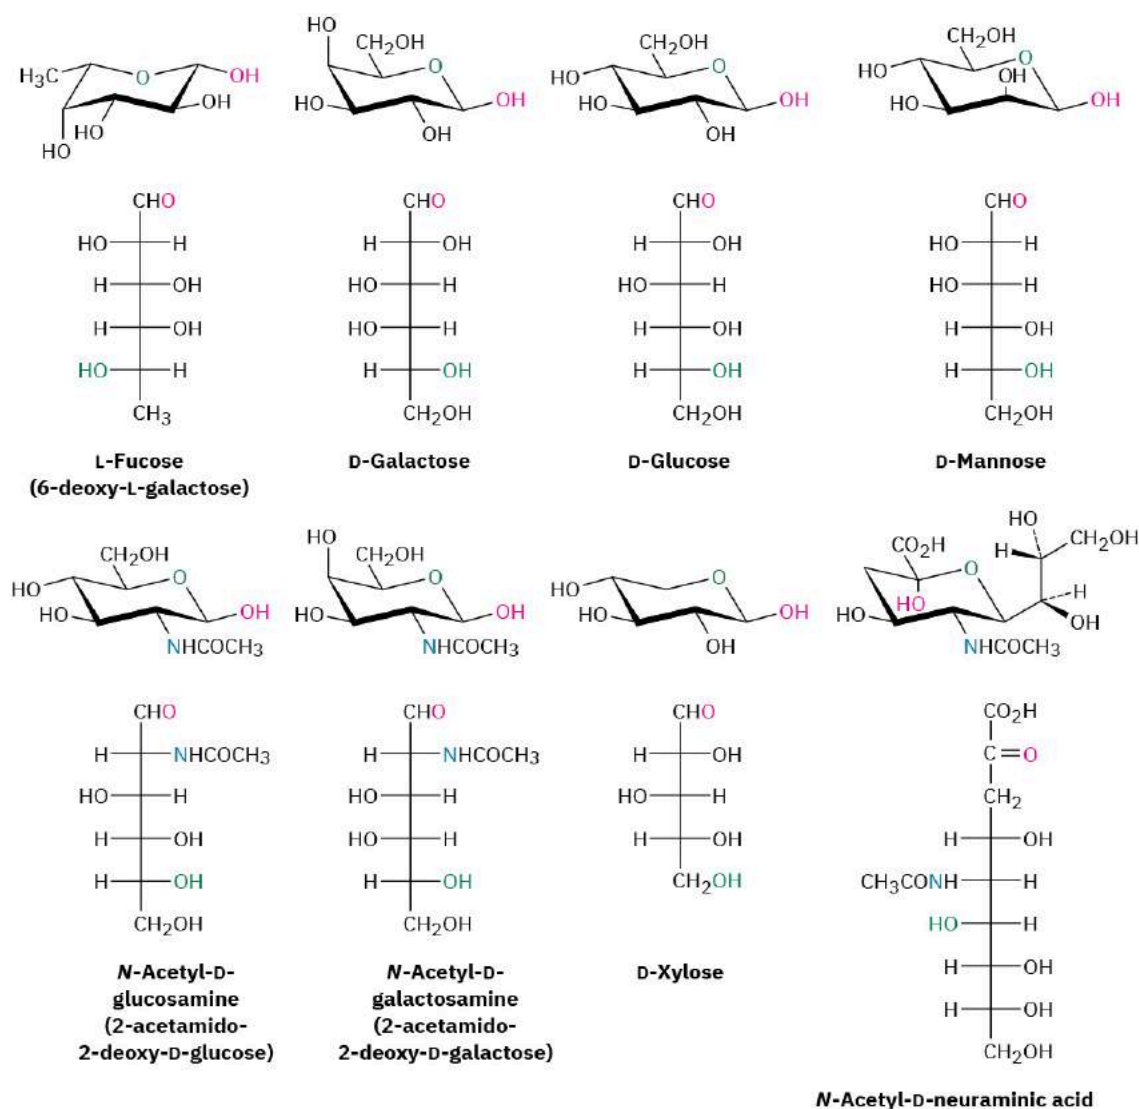 HO
CH₂OH
CH₂OH
CH₂OH
H₃C
O
OH
O
HO
O
HO
O
OH
OH
HO
OH
HO
OH
HO
OH
HO
OH
HO
OH
OH
CHO
CHO
CHO
CHO
HO H
H OH
H OH
HO H
H OH
HO H
HO H
HO H
H OH
HO H
H OH
H OH
HO H
H OH
H OH
H OH
CH₃
CH₂OH
CH₂OH
CH₂OH
L-Fucose
(6-deoxy-L-galactose)
D-Galactose
D-Glucose
D-Mannose
CH₂OH
HO
O
HO
OH
NHCOCH₃
HO
CH₂OH
O
HO
OH
NHCOCH₃
HO
O
HO
OH
OH
HO
CO₂H
H
CH₂OH
O
HO
H
HO
OH
NHCOCH₃
CHO
H NHCOCH₃
HO H
H OH
H OH
CH₂OH
N-Acetyl-D-
glucosamine
(2-acetamido-
2-deoxy-D-glucose)
CHO
H NHCOCH₃
HO H
HO H
H OH
CH₂OH
N-Acetyl-D-
galactosamine
(2-acetamido-
2-deoxy-D-galactose)
CHO
H OH
HO H
H OH
CH₂OH
D-Xylose
CO₂H
C=O
CH₂
H OH
CH₃CONH H
HO H
H OH
H OH
CH₂OH
N-Acetyl-D-neuraminic acid